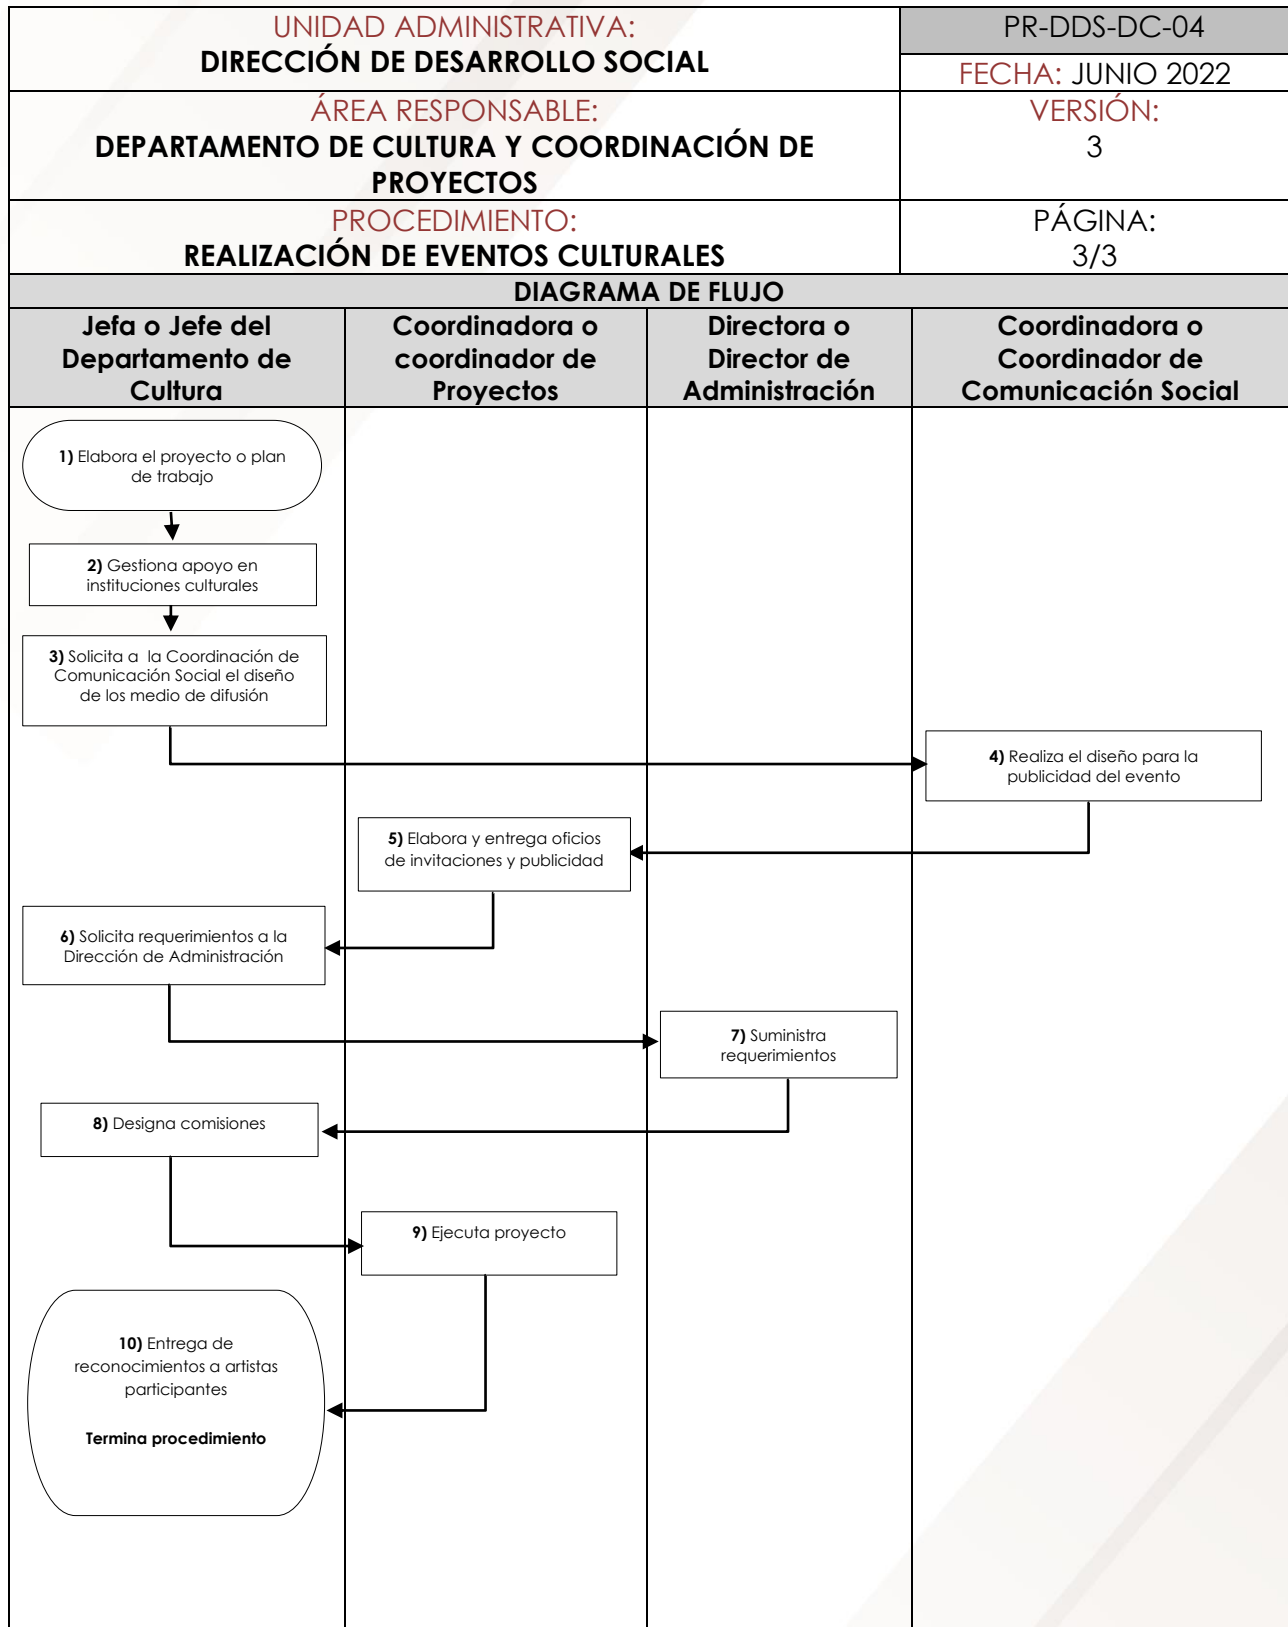 UNIDAD ADMINISTRATIVA:
DIRECCIÓN DE DESARROLLO SOCIAL
PR-DDS-DC-04
FECHA: JUNIO 2022
ÁREA RESPONSABLE:
DEPARTAMENTO DE CULTURA Y COORDINACIÓN DE
PROYECTOS
VERSIÓN:
3
PROCEDIMIENTO:
REALIZACIÓN DE EVENTOS CULTURALES
PÁGINA:
3/3
DIAGRAMA DE FLUJO
Jefa o Jefe del
Departamento de
Cultura
Coordinadora o
coordinador de
Proyectos
Directora o
Director de
Administración
Coordinadora o
Coordinador de
Comunicación Social
1) Elabora el proyecto o plan
de trabajo
2) Gestiona apoyo en
instituciones culturales
3) Solicita a la Coordinación de
Comunicación Social el diseño
de los medio de difusión
4) Realiza el diseño para la
publicidad del evento
5) Elabora y entrega oficios
de invitaciones y publicidad
6) Solicita requerimientos a la
Dirección de Administración
7) Suministra
requerimientos
8) Designa comisiones
9) Ejecuta proyecto
10) Entrega de
reconocimientos a artistas
participantes
Termina procedimiento